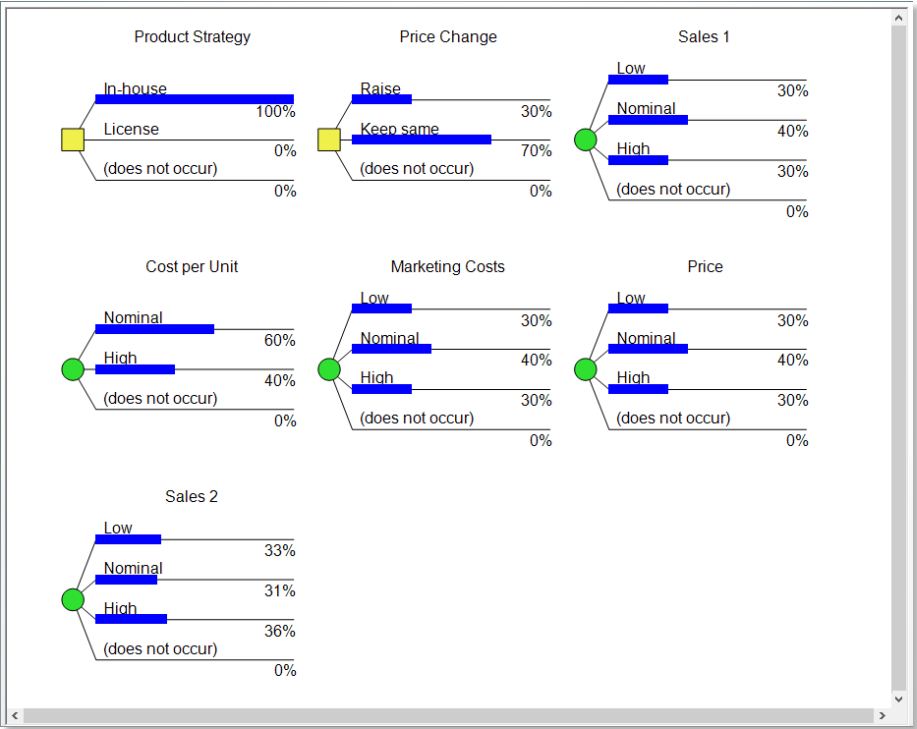 Product Strategy
In-house
100%
License
0%
(does not occur)
0%
Price Change
Raise
30%
Keep same
70%
(does not occur)
0%
Sales 1
Low
30%
Nominal
40%
High
30%
(does not occur)
0%
Cost per Unit
Nominal
60%
High
40%
(does not occur)
0%
Marketing Costs
Low
30%
Nominal
40%
High
30%
(does not occur)
0%
Price
Low
30%
Nominal
40%
High
30%
(does not occur)
0%
Sales 2
Low
33%
Nominal
31%
High
36%
(does not occur)
0%